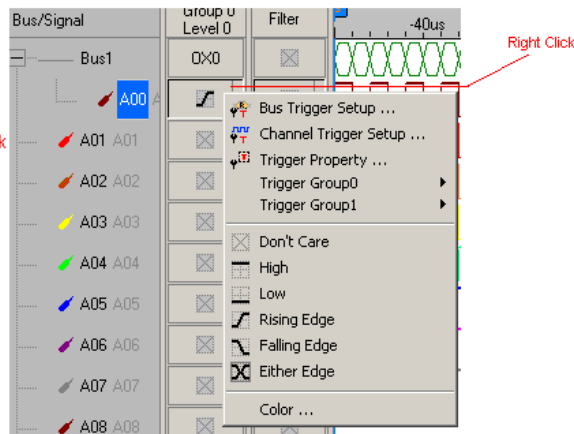 Bus/Signal
Group 0
Level 0
Filter
-40us
Right Click
Bus1
0X0
A00 A
A01 A01
A02 A02
A03 A03
A04 A04
A05 A05
A06 A06
A07 A07
A08 A08
Bus Trigger Setup ...
Channel Trigger Setup ...
Trigger Property ...
Trigger Group0
Trigger Group1
Don't Care
High
Low
Rising Edge
Falling Edge
Either Edge
Color ...